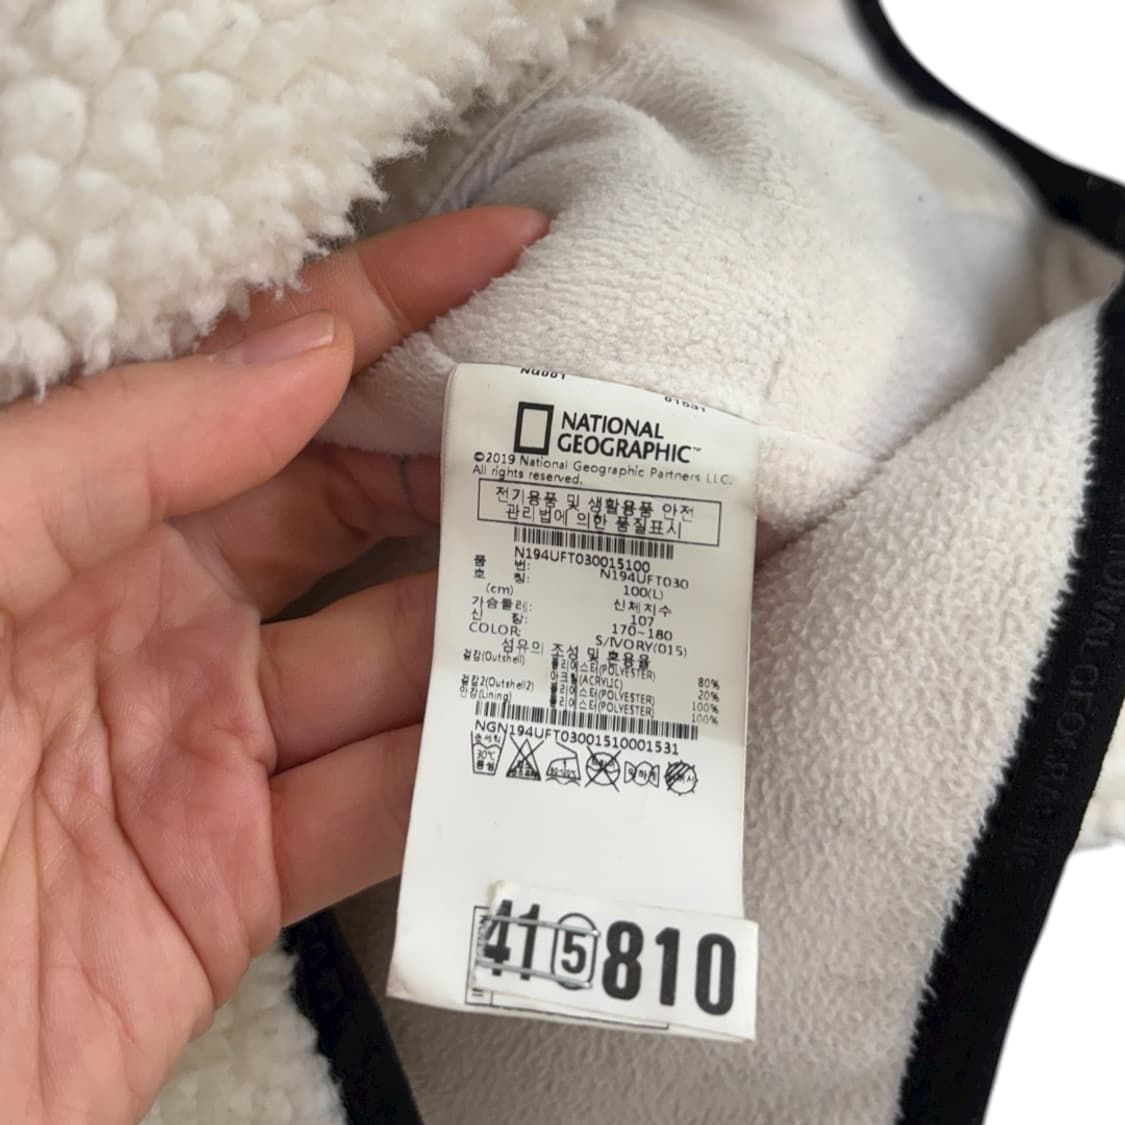 NATIONAL
GEOGRAPHIC™
©2019 National Geographic Partners LLC.
All rights reserved.
전기용품 및 생활용품 안전
관리법에 의한 품질표시
N194UFT030015100
품 번: N194UFT030
호 칭: 100(L)
(cm) 신체치수
가슴둘레: 107
신 장: 170~180
COLOR: S/IVORY(015)
섬유의 조성 및 혼용율
겉감(Outshell) 폴리에스터(POLYESTER) 80%
아크릴(ACRYLIC) 20%
겉감2(Outshell2) 폴리에스터(POLYESTER) 100%
안감(Lining) 폴리에스터(POLYESTER) 100%
NGN194UFT03001510001531
30℃
중성
41 5 810